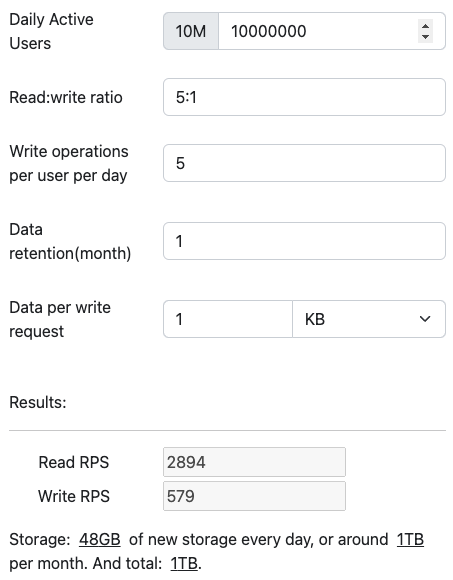 Daily Active
Users
10M 10000000
Read:write ratio
5:1
Write operations
per user per day
5
Data
retention(month)
1
Data per write
request
1 KB
Results:
Read RPS 2894
Write RPS 579
Storage: 48GB of new storage every day, or around 1TB
per month. And total: 1TB.